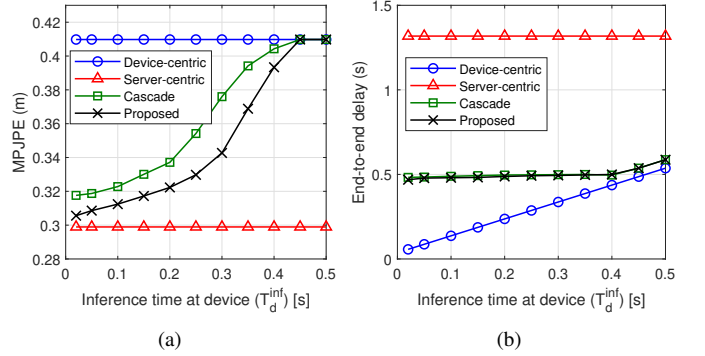 0.42
0.4
0.38
0.36
0.34
0.32
0.3
0.28
MPJPE (m)
Device-centric
Server-centric
Cascade
Proposed
0 0.1 0.2 0.3 0.4 0.5
Inference time at device (T_d^inf) [s]
(a)
1.5
1
0.5
0
End-to-end delay (s)
Device-centric
Server-centric
Cascade
Proposed
0 0.1 0.2 0.3 0.4 0.5
Inference time at device (T_d^inf) [s]
(b)